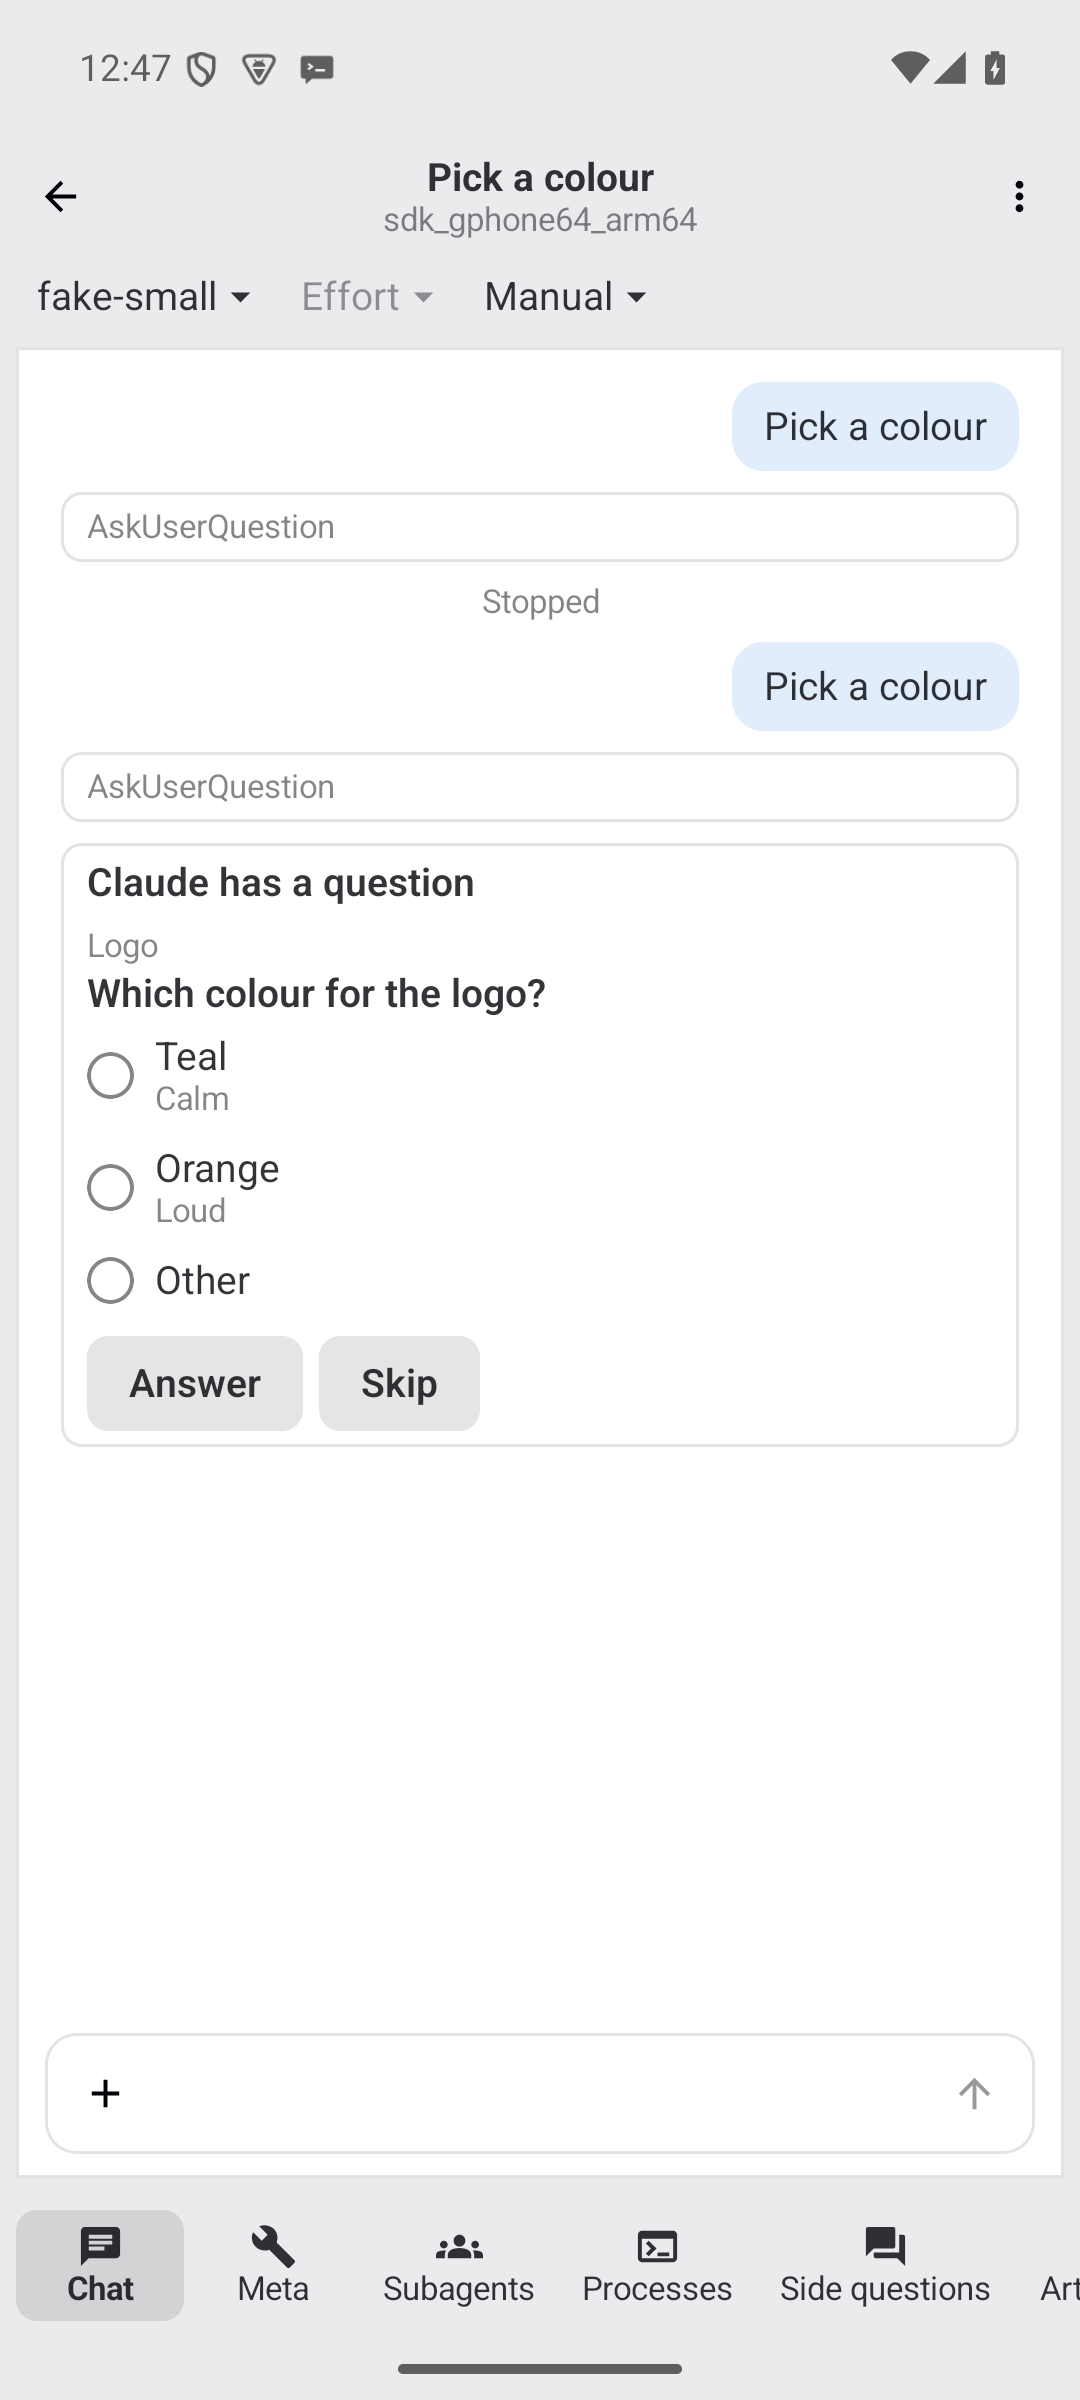 12:47
Pick a colour
sdk_gphone64_arm64
fake-small Effort Manual
Pick a colour
AskUserQuestion
Stopped
Pick a colour
AskUserQuestion
Claude has a question
Logo
Which colour for the logo?
Teal
Calm
Orange
Loud
Other
Answer Skip
Chat Meta Subagents Processes Side questions Art